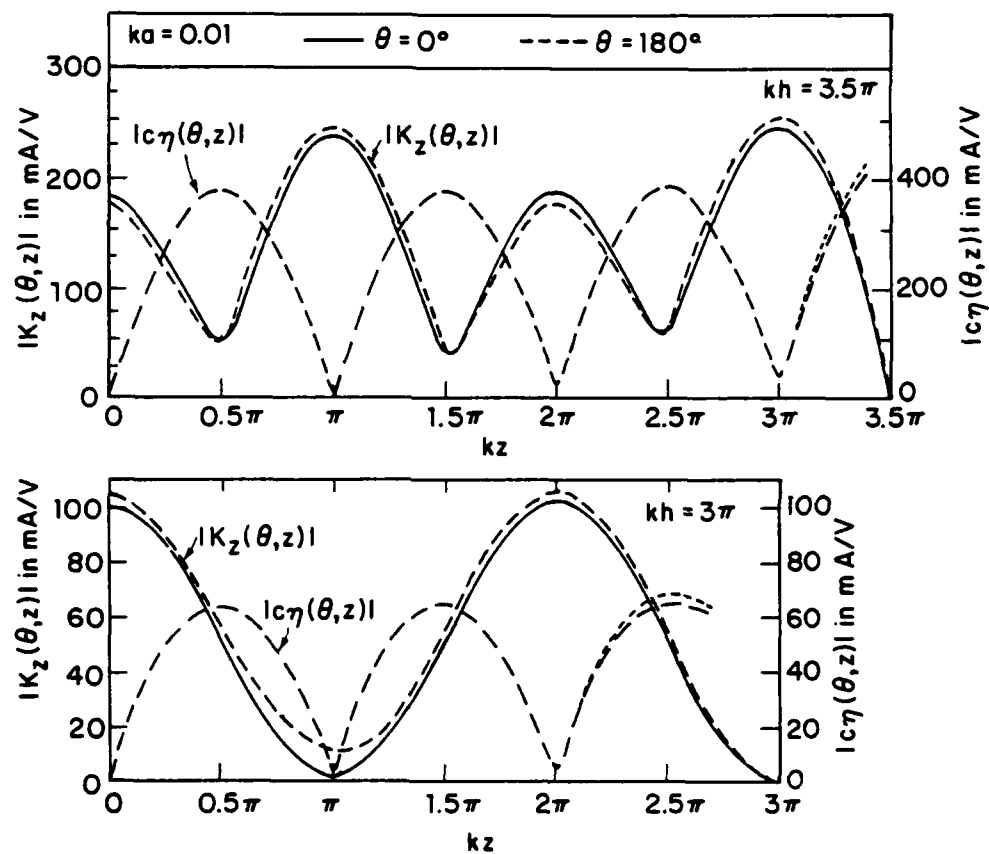 ka = 0.01 θ = 0° θ = 180°
kh = 3.5π
|K_z(θ,z)| in mA/V
300
200
100
0
|cη(θ,z)|
|K_z(θ,z)|
400
200
0
|cη(θ,z)| in mA/V
0 0.5π π 1.5π 2π 2.5π 3π 3.5π
kz
|K_z(θ,z)| in mA/V
100
80
60
40
20
0
|K_z(θ,z)|
|cη(θ,z)|
kh = 3π
100
80
60
40
20
0
|cη(θ,z)| in mA/V
0 0.5π π 1.5π 2π 2.5π 3π
kz